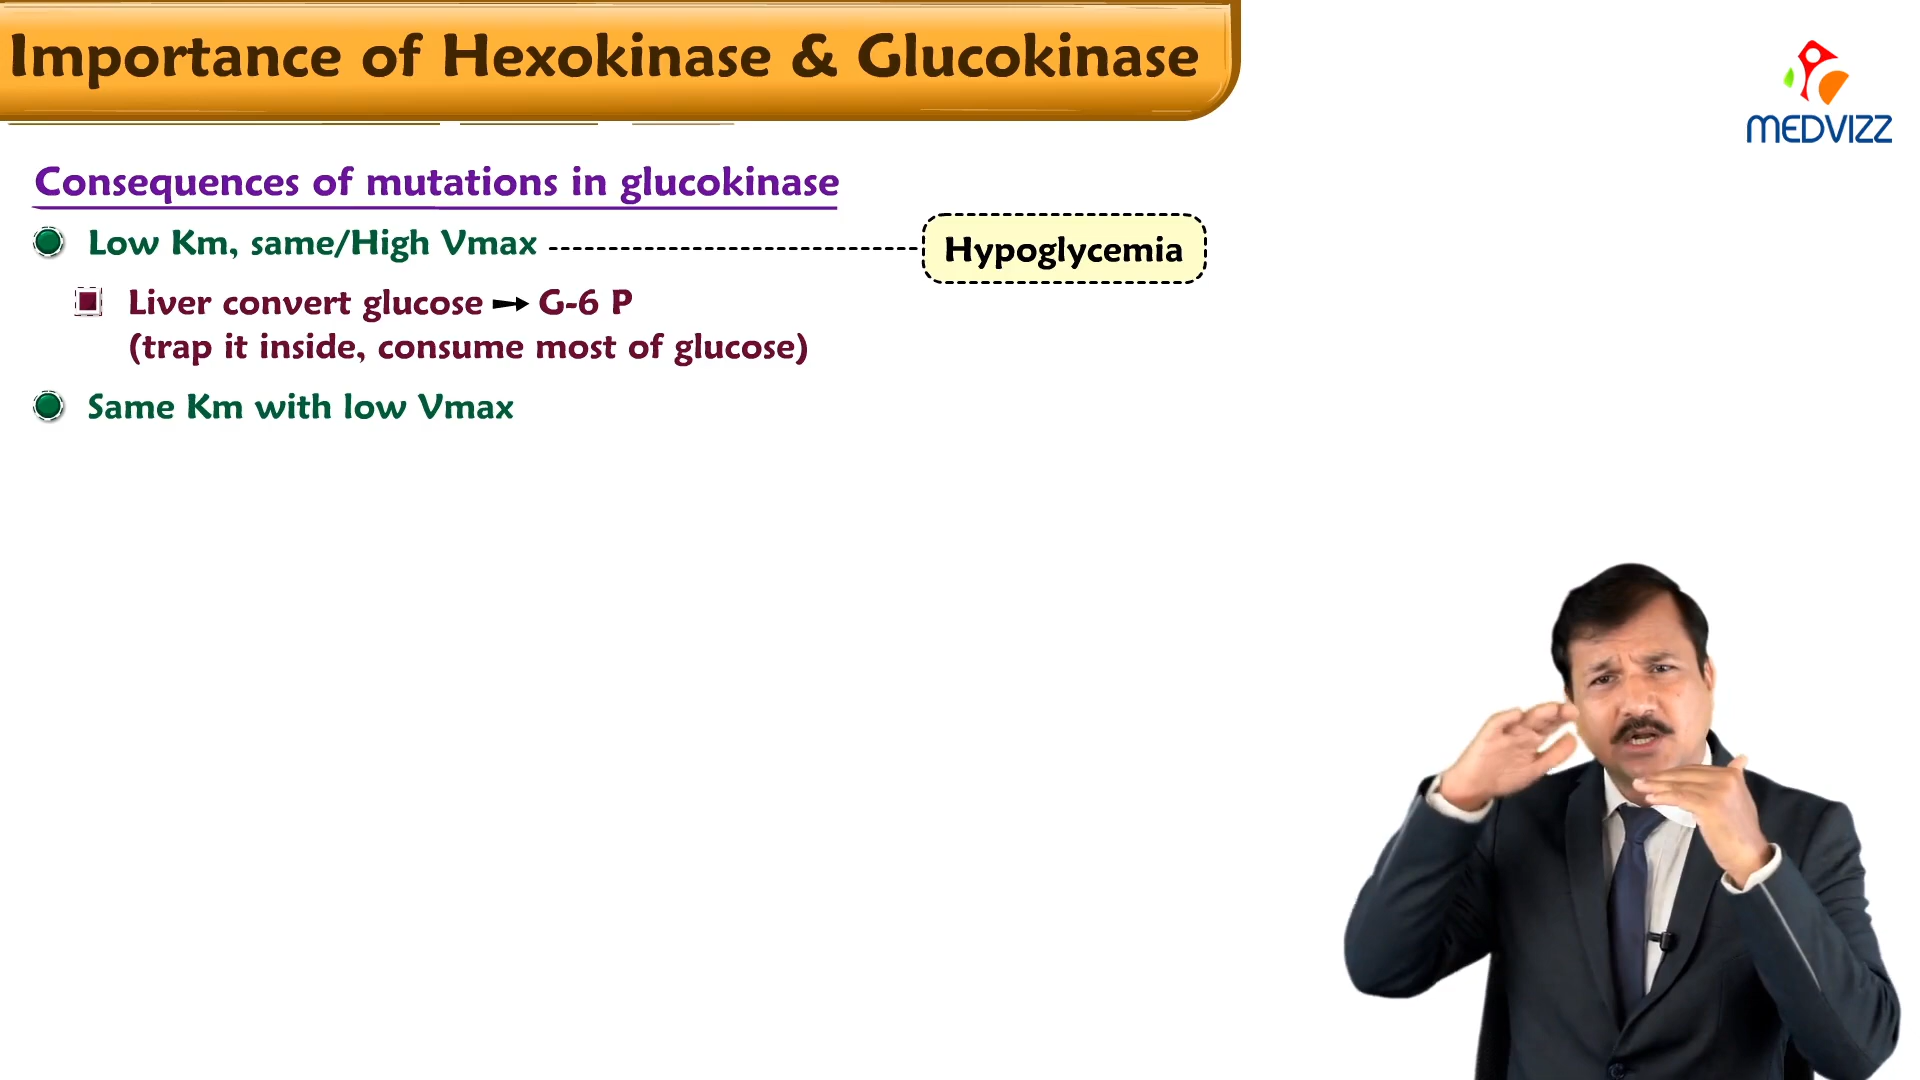 Importance of Hexokinase & Glucokinase
MEDVIZZ
Consequences of mutations in glucokinase
Low Km, same/High Vmax
Hypoglycemia
Liver convert glucose → G-6 P
(trap it inside, consume most of glucose)
Same Km with low Vmax